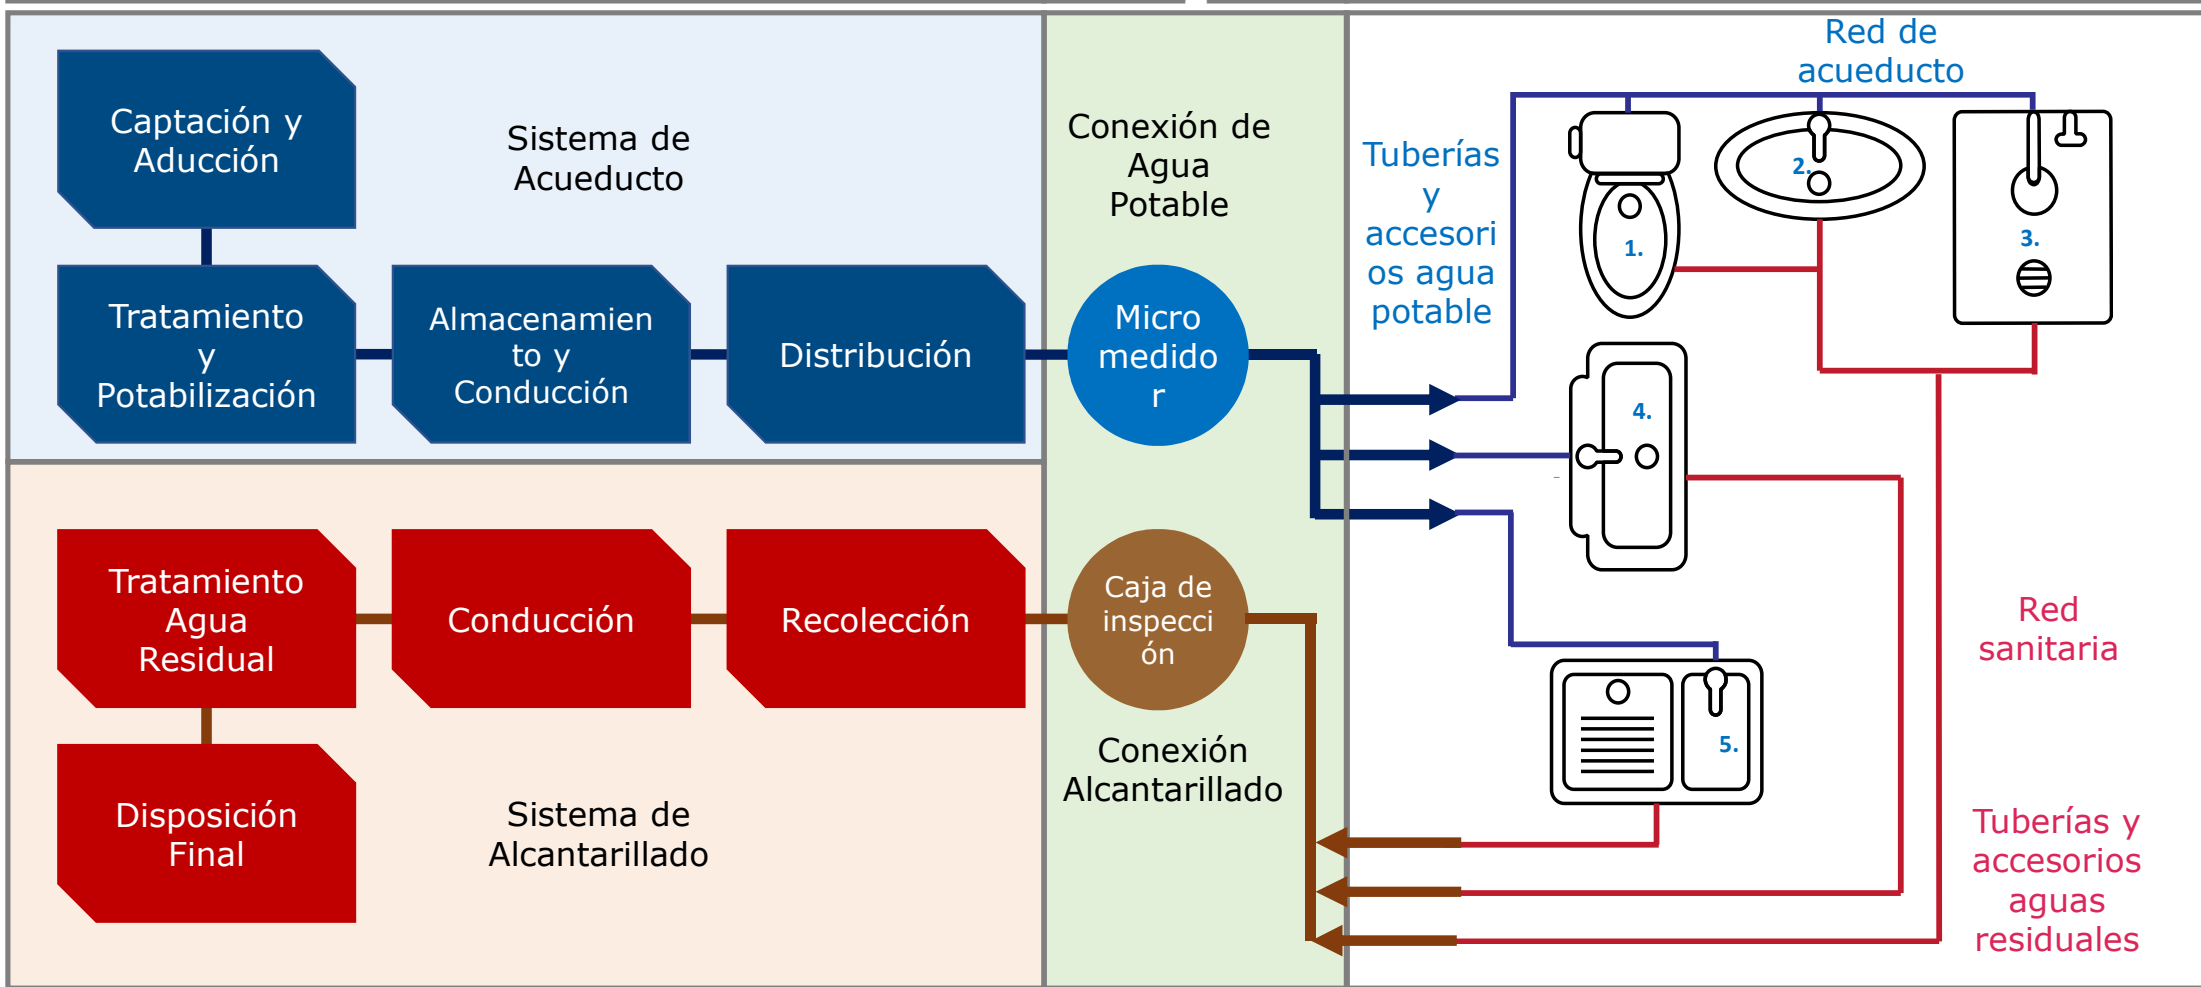 Captación y
Aducción
Sistema de
Acueducto
Tratamiento
y
Potabilización
Almacenamien
to y
Conducción
Distribución
Conexión de
Agua
Potable
Micro
medido
r
Red de
acueducto
Tuberías
y
accesori
os agua
potable
1.
2.
3.
4.
5.
Tratamiento
Agua
Residual
Conducción
Recolección
Caja de
inspecci
ón
Conexión
Alcantarillado
Disposición
Final
Sistema de
Alcantarillado
Red
sanitaria
Tuberías y
accesorios
aguas
residuales